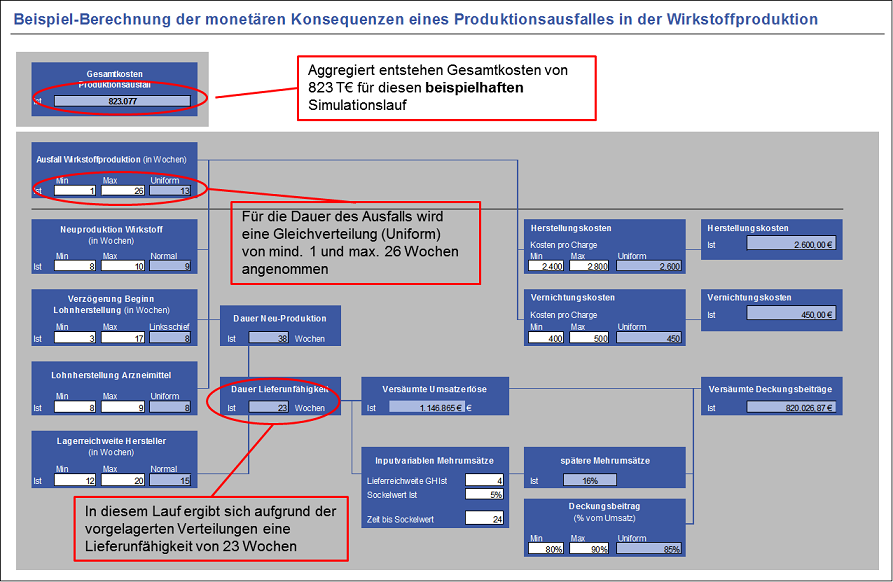 Beispiel-Berechnung der monetären Konsequenzen eines Produktionsausfalles in der Wirkstoffproduktion
Gesamtkosten
Produktionsausfall
Ist 823.077
Aggregiert entstehen Gesamtkosten von
823 T€ für diesen beispielhaften
Simulationslauf
Ausfall Wirkstoffproduktion (in Wochen)
Min Max Uniform
Ist 1 26 13
Für die Dauer des Ausfalls wird
eine Gleichverteilung (Uniform)
von mind. 1 und max. 26 Wochen
angenommen
Neuproduktion Wirkstoff
(in Wochen)
Min Max Normal
Ist 8 10 9
Herstellungskosten
Kosten pro Charge
Min Max Uniform
2.400 2.800 2.600
Herstellungskosten
Ist 2.600,00 €
Verzögerung Beginn
Lohnherstellung (in Wochen)
Min Max Linksschief
Ist 3 17 8
Dauer Neu-Produktion
Ist 38 Wochen
Vernichtungskosten
Kosten pro Charge
Min Max Uniform
400 500 450
Vernichtungskosten
Ist 450,00 €
Lohnherstellung Arzneimittel
Min Max Uniform
Ist 8 9 8
Dauer Lieferunfähigkeit
Ist 23 Wochen
Versäumte Umsatzerlöse
Ist 1.145.865 € €
Versäumte Deckungsbeiträge
Ist 820.026,87 €
Lagerreichweite Hersteller
(in Wochen)
Min Max Normal
Ist 12 20 15
Inputvariablen Mehrumsätze
Lieferreichweite GH Ist 4
Sockelwert Ist 5%
Zeit bis Sockelwert 24
spätere Mehrumsätze
Ist 16%
Deckungsbeitrag
(% vom Umsatz)
Min Max Uniform
80% 90% 85%
In diesem Lauf ergibt sich aufgrund der
vorgelagerten Verteilungen eine
Lieferunfähigkeit von 23 Wochen